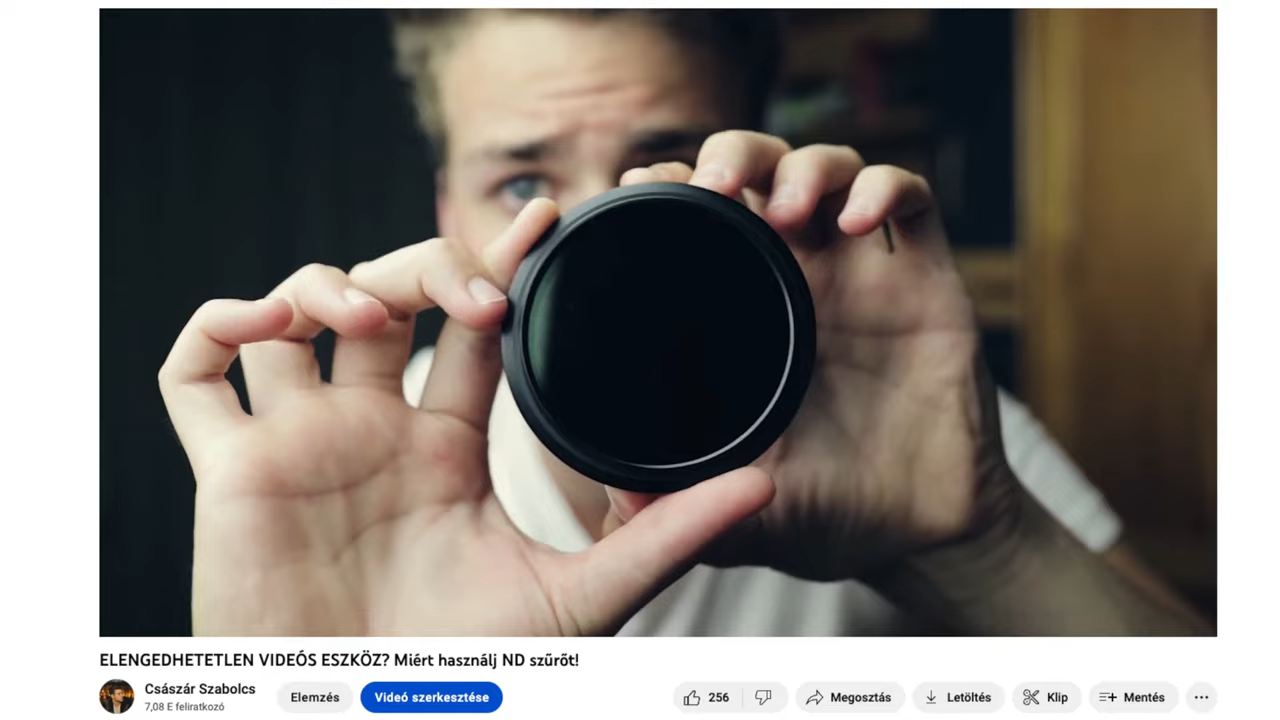 ELENGEDHETETLEN VIDEÓS ESZKÖZ? Miért használj ND szűrőt!
Császár Szabolcs
7,08 E feliratkozó
Elemzés
Videó szerkesztése
256
Megosztás
Letöltés
Klip
Mentés